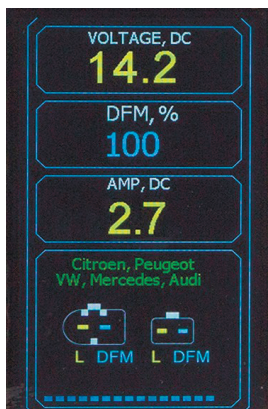 VOLTAGE, DC
14.2
DFM, %
100
AMP, DC
2.7
Citroen, Peugeot
VW, Mercedes, Audi
L DFM L DFM